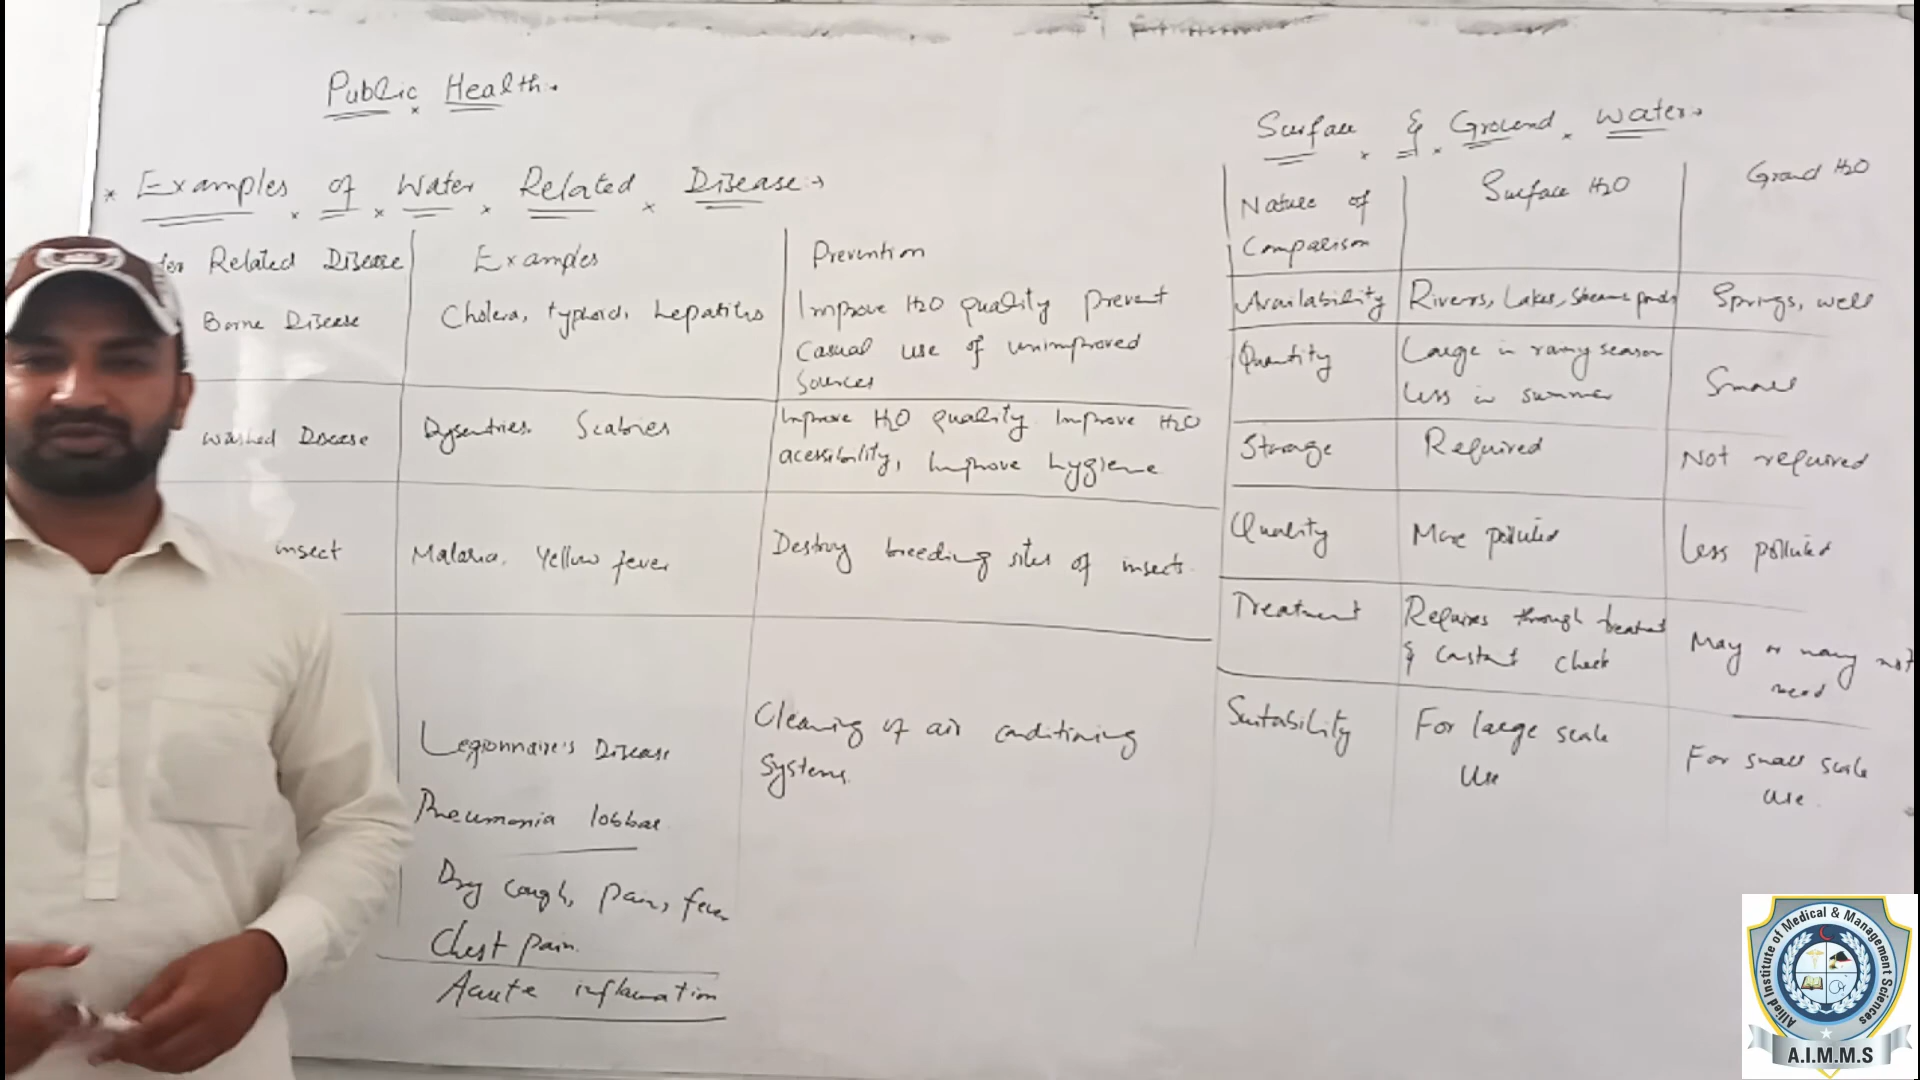 Public Health.
* Examples of Water Related Disease
ter Related Disease
Examples
Prevention
Borne Disease
Cholera, typhoid, hepatitis
Improve H2O quality prevent
Casual use of unimproved
Sources
washed Disease
Dysentries. Scabies
Improve H2O quality Improve H2O
acessibility, Improve hygiene
insect
Malaria, Yellow fever
Destroy breeding sites of insects.
Legionnaire's Disease
Cleaning of air conditioning
Systems.
Pneumonia lobbar
Dry cough, pain, fever
Chest pain.
Acute inflamation
Surface & Ground Water
Nature of
Comparison
Surface H2O
Ground H2O
Availability
Rivers, Lakes, Streams ponds
Springs, well
Quantity
Large in rainy season
less in summer
Small
Storage
Required
Not required
Quality
More polluted
Less polluted
Treatment
Requires through treatment
& constant check
May or may not
need
Suitability
For large scale
Use
For small scale
use.
Allied Institute of Medical & Management Sciences
A.I.M.M.S